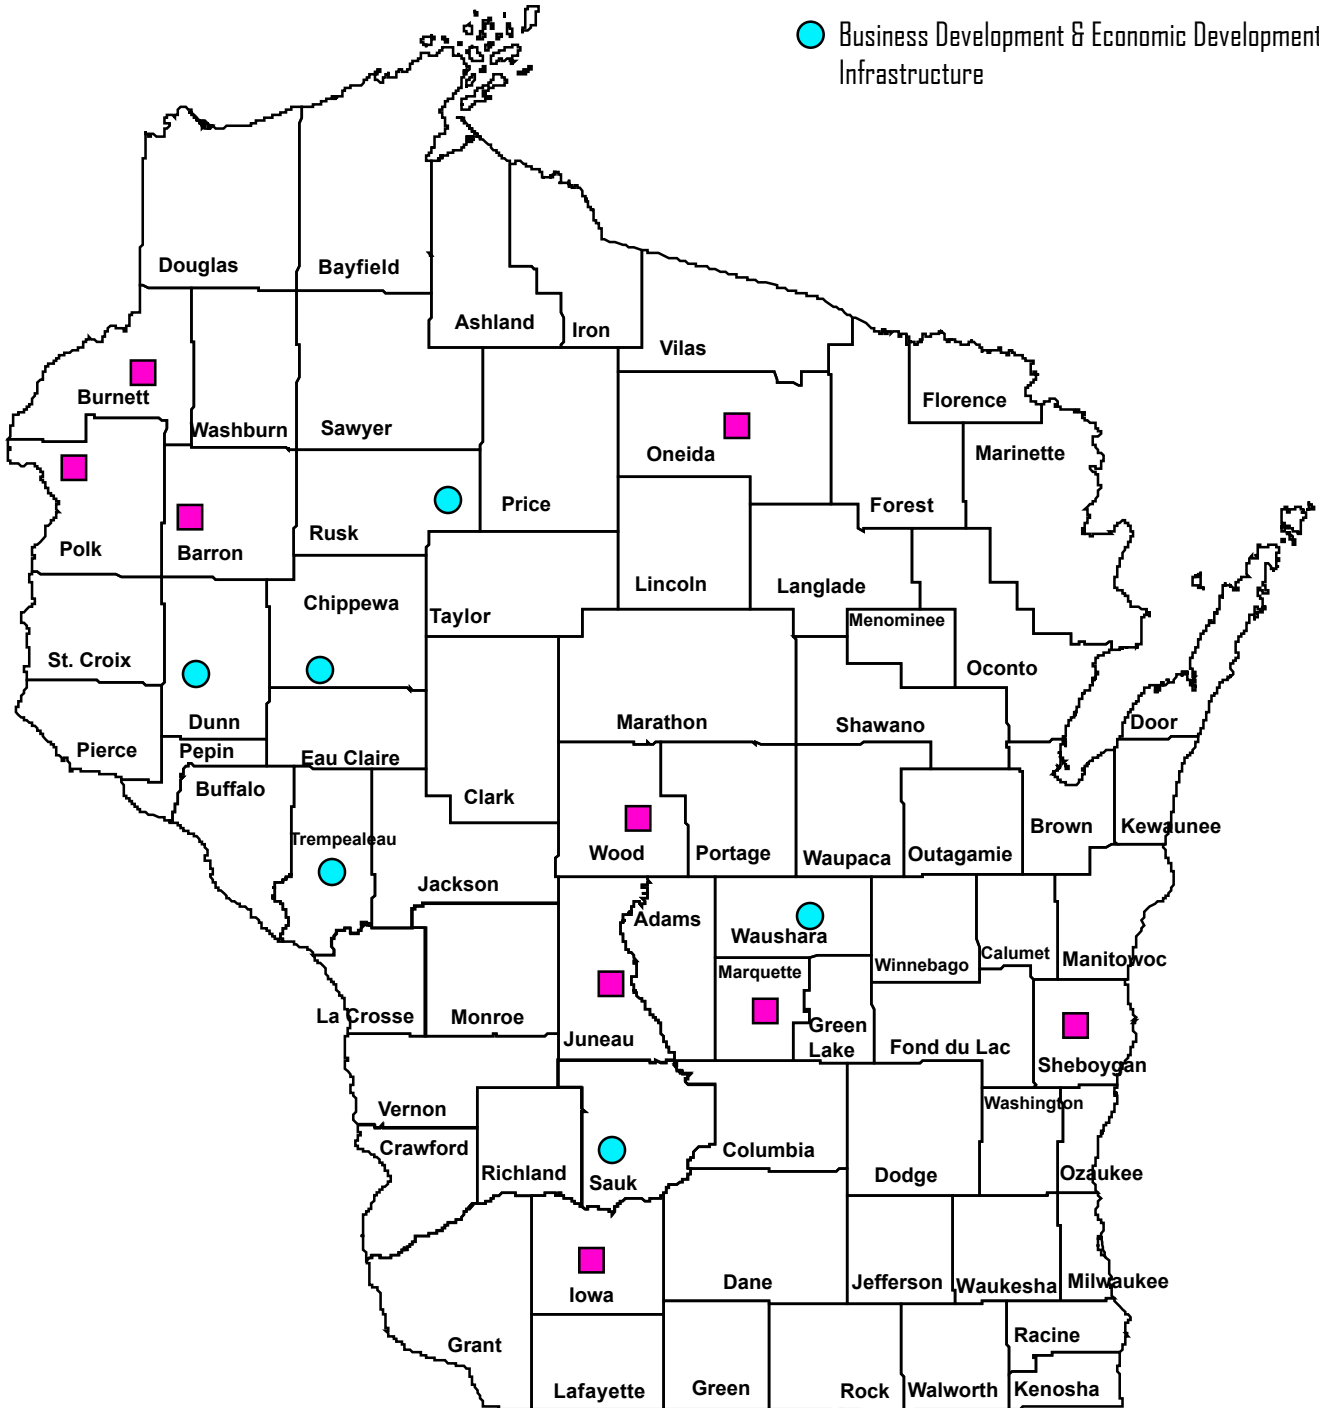 Business Development & Economic Development
Infrastructure
Douglas
Bayfield
Ashland
Iron
Vilas
Burnett
Washburn
Sawyer
Florence
Oneida
Marinette
Price
Forest
Rusk
Polk
Barron
Lincoln
Langlade
Chippewa
Taylor
Menominee
St. Croix
Oconto
Dunn
Marathon
Shawano
Door
Pierce
Pepin
Eau Claire
Buffalo
Clark
Trempealeau
Wood
Portage
Waupaca
Outagamie
Brown
Kewaunee
Jackson
Adams
Waushara
Winnebago
Calumet
Manitowoc
Marquette
La Crosse
Monroe
Juneau
Green
Lake
Fond du Lac
Sheboygan
Vernon
Washington
Crawford
Richland
Sauk
Columbia
Dodge
Ozaukee
Iowa
Dane
Jefferson
Waukesha
Milwaukee
Grant
Racine
Lafayette
Green
Rock
Walworth
Kenosha